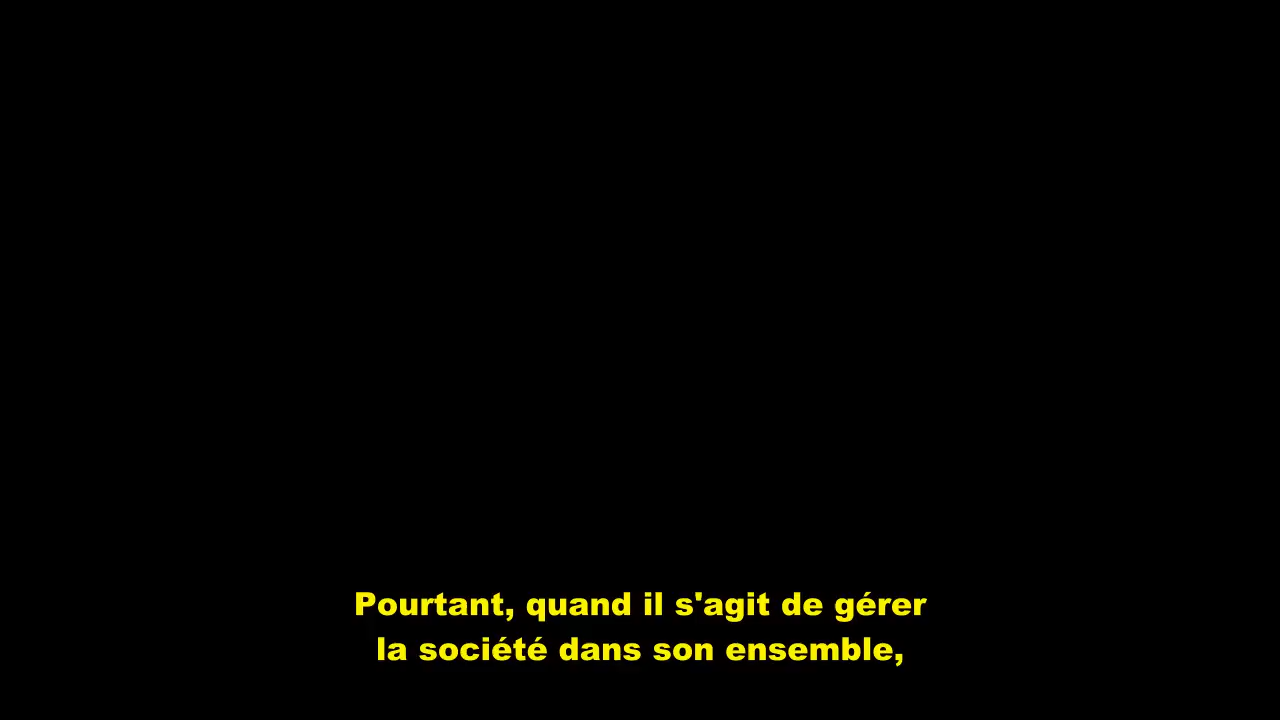 Pourtant, quand il s'agit de gérer
la société dans son ensemble,